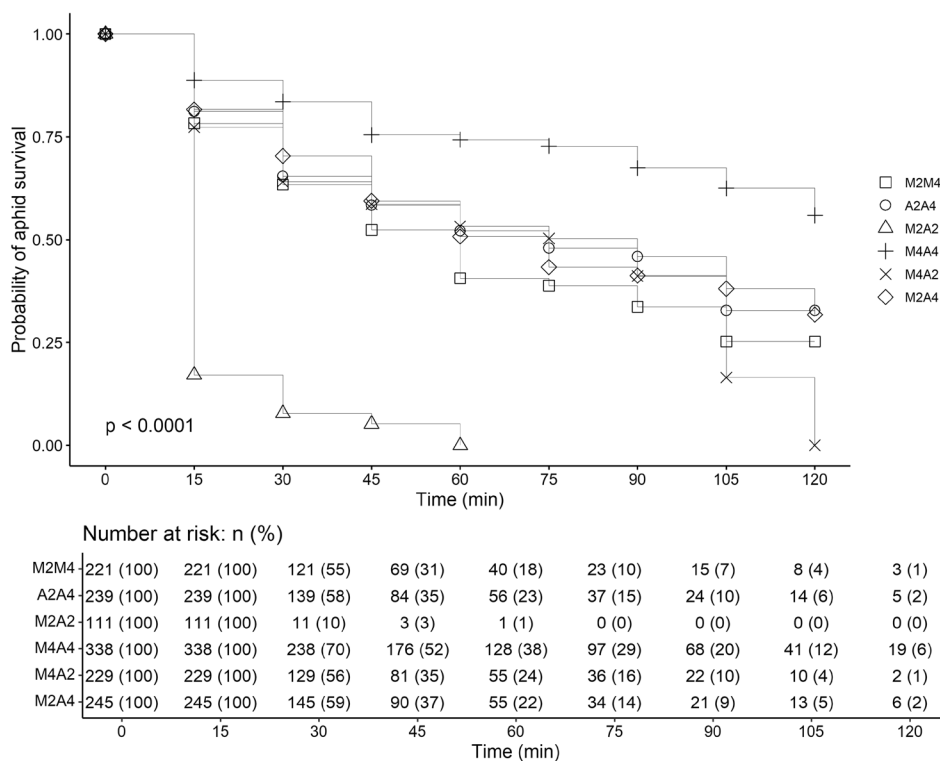 Probability of aphid survival
1.00
0.75
0.50
0.25
0.00
p < 0.0001
0 15 30 45 60 75 90 105 120
Time (min)
M2M4
A2A4
M2A2
M4A4
M4A2
M2A4
Number at risk: n (%)
M2M4 221 (100) 221 (100) 121 (55) 69 (31) 40 (18) 23 (10) 15 (7) 8 (4) 3 (1)
A2A4 239 (100) 239 (100) 139 (58) 84 (35) 56 (23) 37 (15) 24 (10) 14 (6) 5 (2)
M2A2 111 (100) 111 (100) 11 (10) 3 (3) 1 (1) 0 (0) 0 (0) 0 (0) 0 (0)
M4A4 338 (100) 338 (100) 238 (70) 176 (52) 128 (38) 97 (29) 68 (20) 41 (12) 19 (6)
M4A2 229 (100) 229 (100) 129 (56) 81 (35) 55 (24) 36 (16) 22 (10) 10 (4) 2 (1)
M2A4 245 (100) 245 (100) 145 (59) 90 (37) 55 (22) 34 (14) 21 (9) 13 (5) 6 (2)
0 15 30 45 60 75 90 105 120
Time (min)